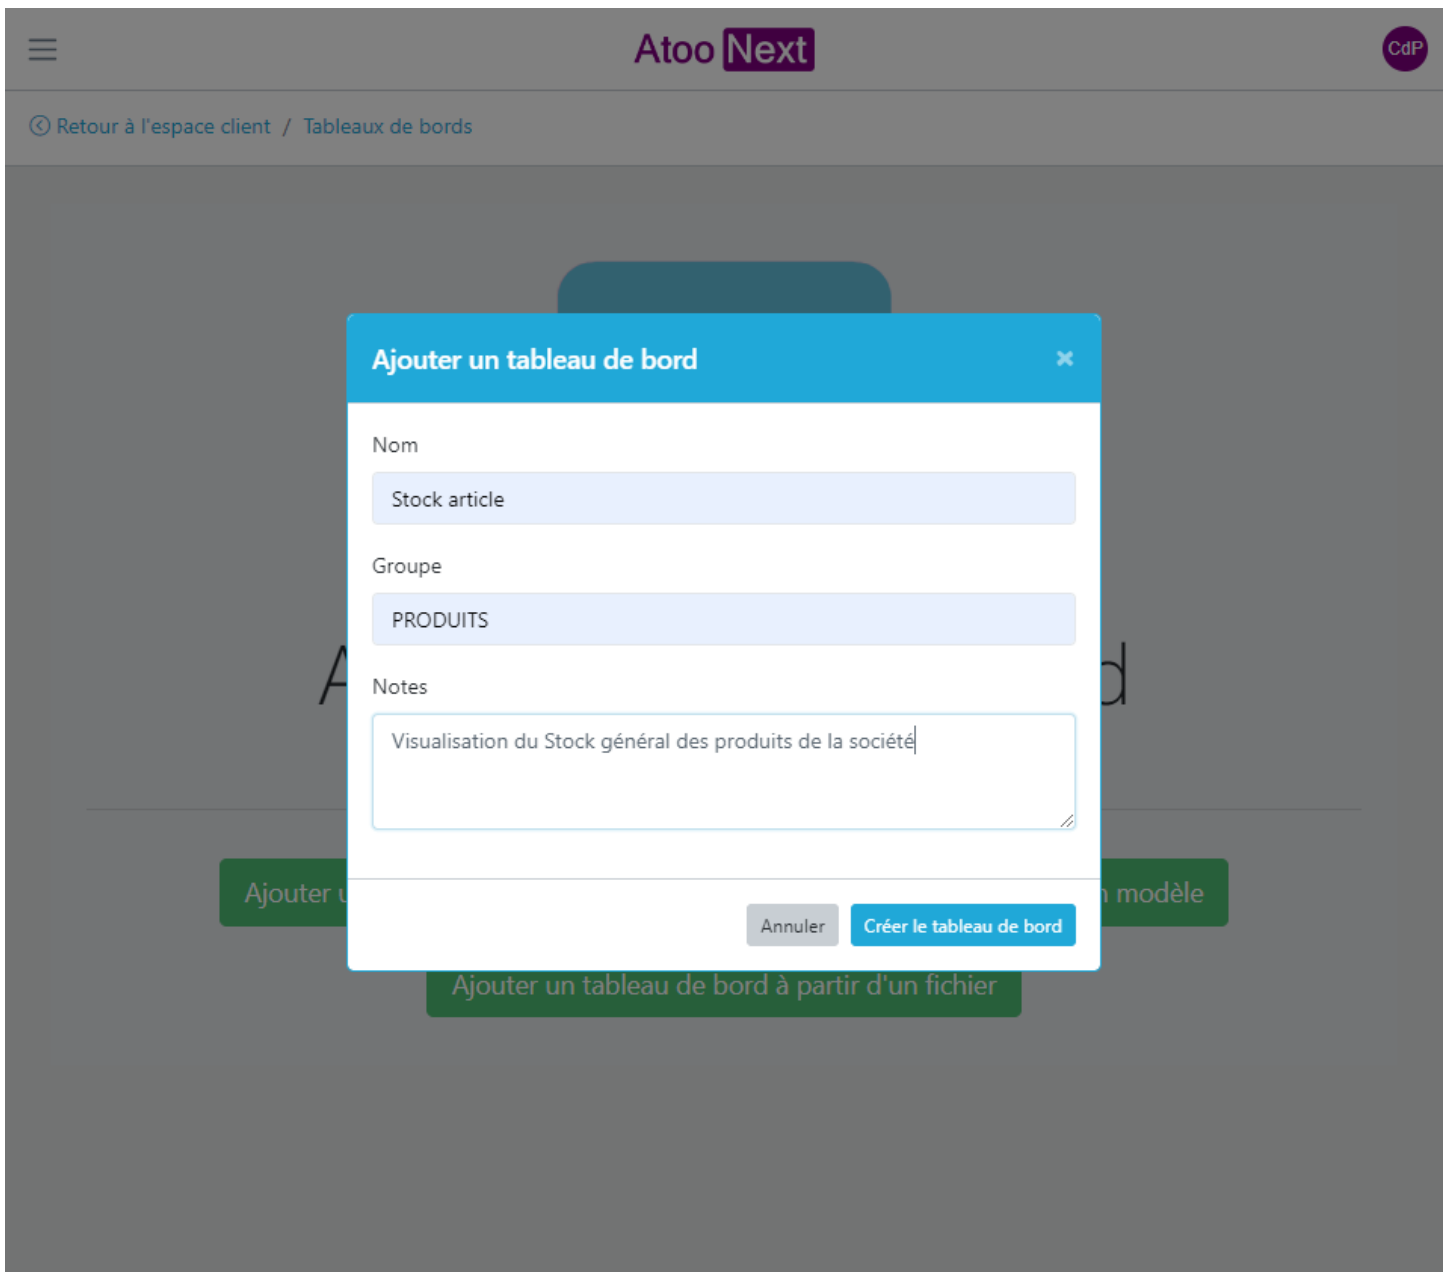 Atoo Next
CdP
Retour à l'espace client / Tableaux de bords
Ajouter un tableau de bord
Nom
Stock article
Groupe
PRODUITS
Notes
Visualisation du Stock général des produits de la société
Ajouter
modèle
Annuler
Créer le tableau de bord
Ajouter un tableau de bord à partir d'un fichier